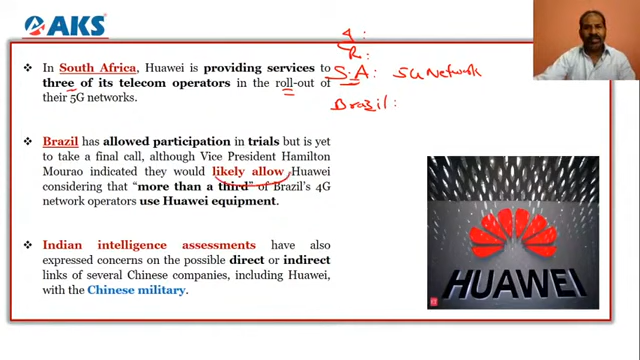 AKS
In South Africa, Huawei is providing services to
three of its telecom operators in the roll-out of
their 5G networks.
Brazil has allowed participation in trials but is yet
to take a final call, although Vice President Hamilton
Mourao indicated they would likely allow Huawei
considering that "more than a third" of Brazil's 4G
network operators use Huawei equipment.
Indian intelligence assessments have also
expressed concerns on the possible direct or indirect
links of several Chinese companies, including Huawei,
with the Chinese military.
R:
S.A: 5G Network
Brazil:
HUAWEI